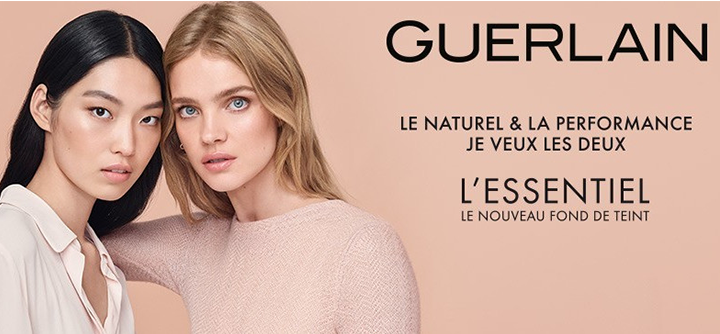 GUERLAIN
LE NATUREL & LA PERFORMANCE
JE VEUX LES DEUX
L'ESSENTIEL
LE NOUVEAU FOND DE TEINT